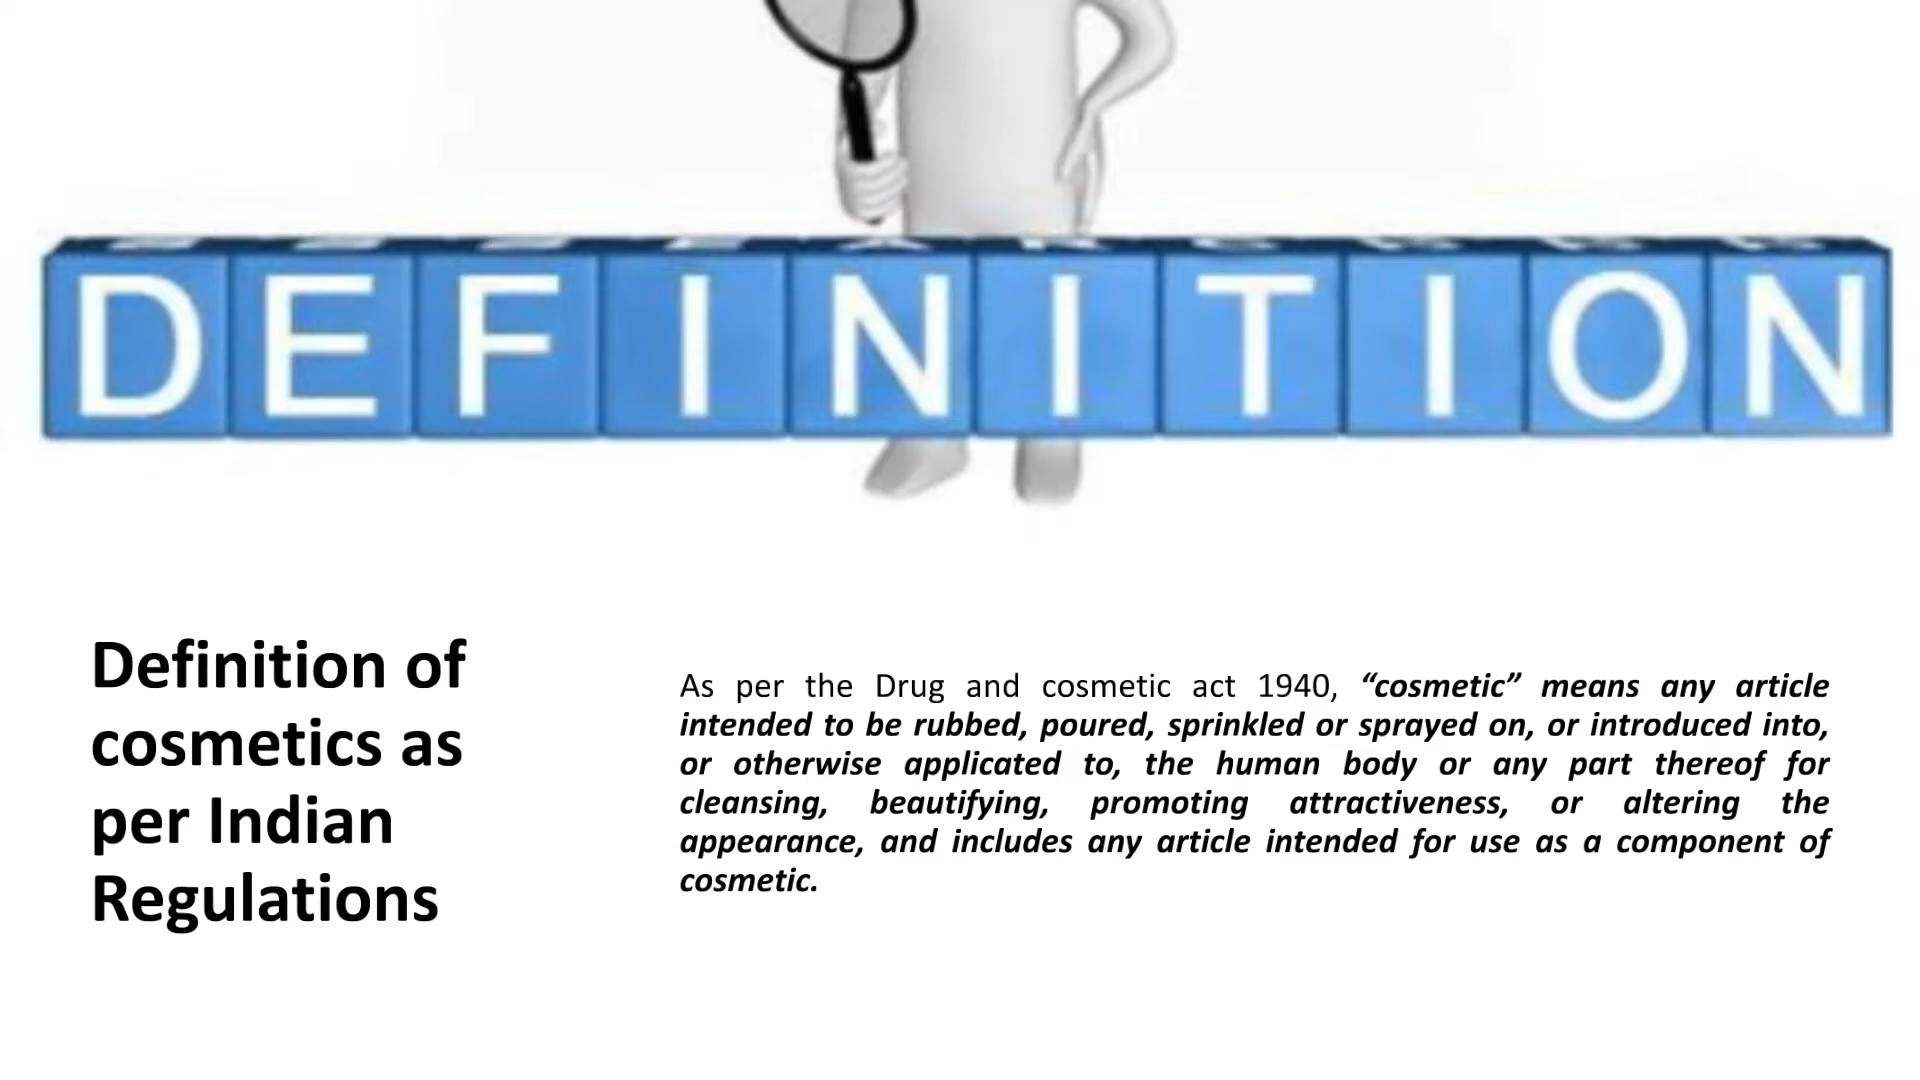 DEFINITION
Definition of
cosmetics as
per Indian
Regulations
As per the Drug and cosmetic act 1940, “cosmetic” means any article
intended to be rubbed, poured, sprinkled or sprayed on, or introduced into,
or otherwise applicated to, the human body or any part thereof for
cleansing, beautifying, promoting attractiveness, or altering the
appearance, and includes any article intended for use as a component of
cosmetic.